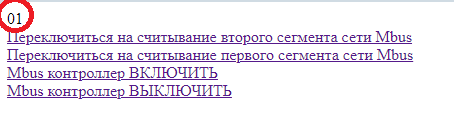 01
Переключиться на считывание второго сегмента сети Mbus
Переключиться на считывание первого сегмента сети Mbus
Mbus контроллер ВКЛЮЧИТЬ
Mbus контроллер ВЫКЛЮЧИТЬ